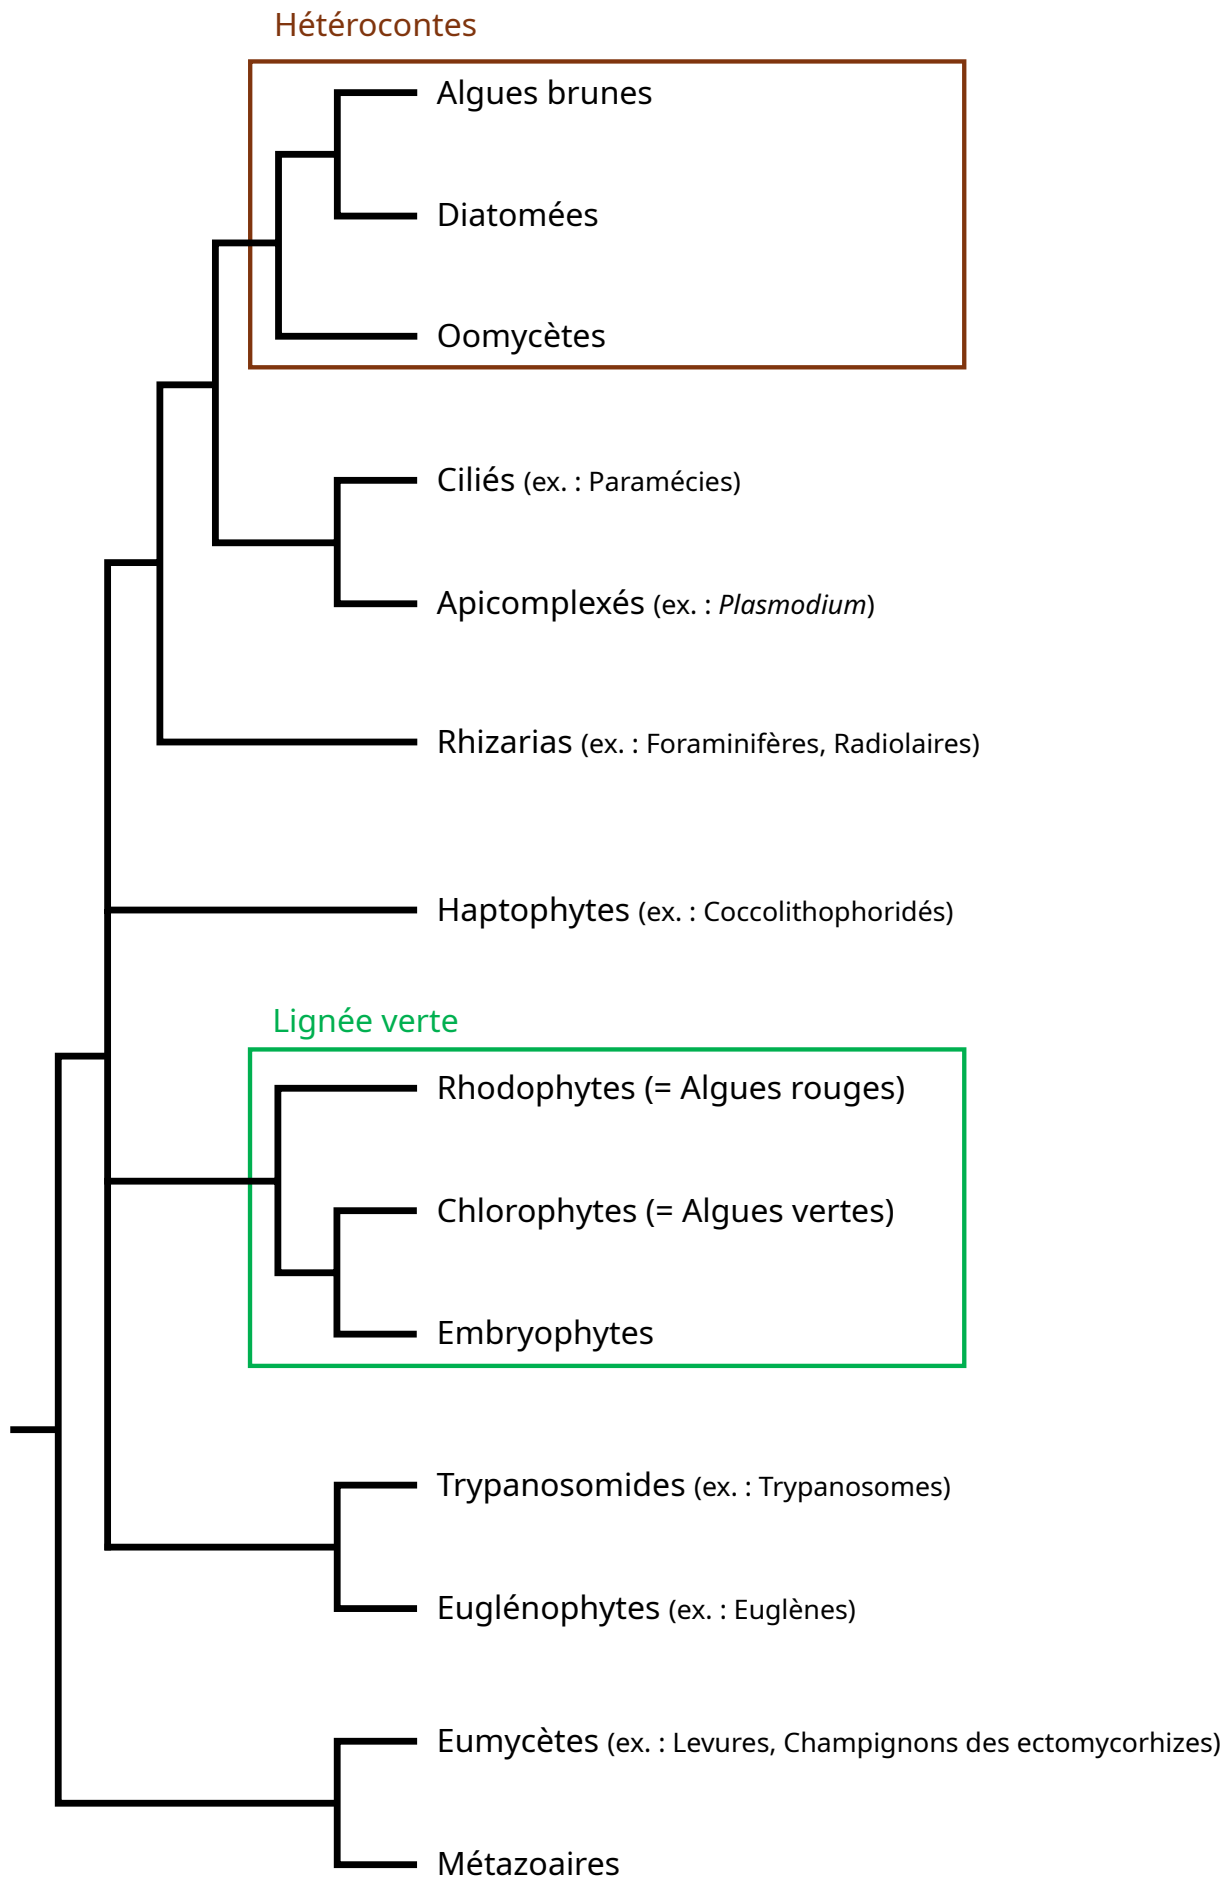 Hétérocontes
Algues brunes
Diatomées
Oomycètes
Ciliés (ex. : Paramécies)
Apicomplexés (ex. : Plasmodium)
Rhizarias (ex. : Foraminifères, Radiolaires)
Haptophytes (ex. : Coccolithophoridés)
Lignée verte
Rhodophytes (= Algues rouges)
Chlorophytes (= Algues vertes)
Embryophytes
Trypanosomides (ex. : Trypanosomes)
Euglénophytes (ex. : Euglènes)
Eumycètes (ex. : Levures, Champignons des ectomycorhizes)
Métazoaires